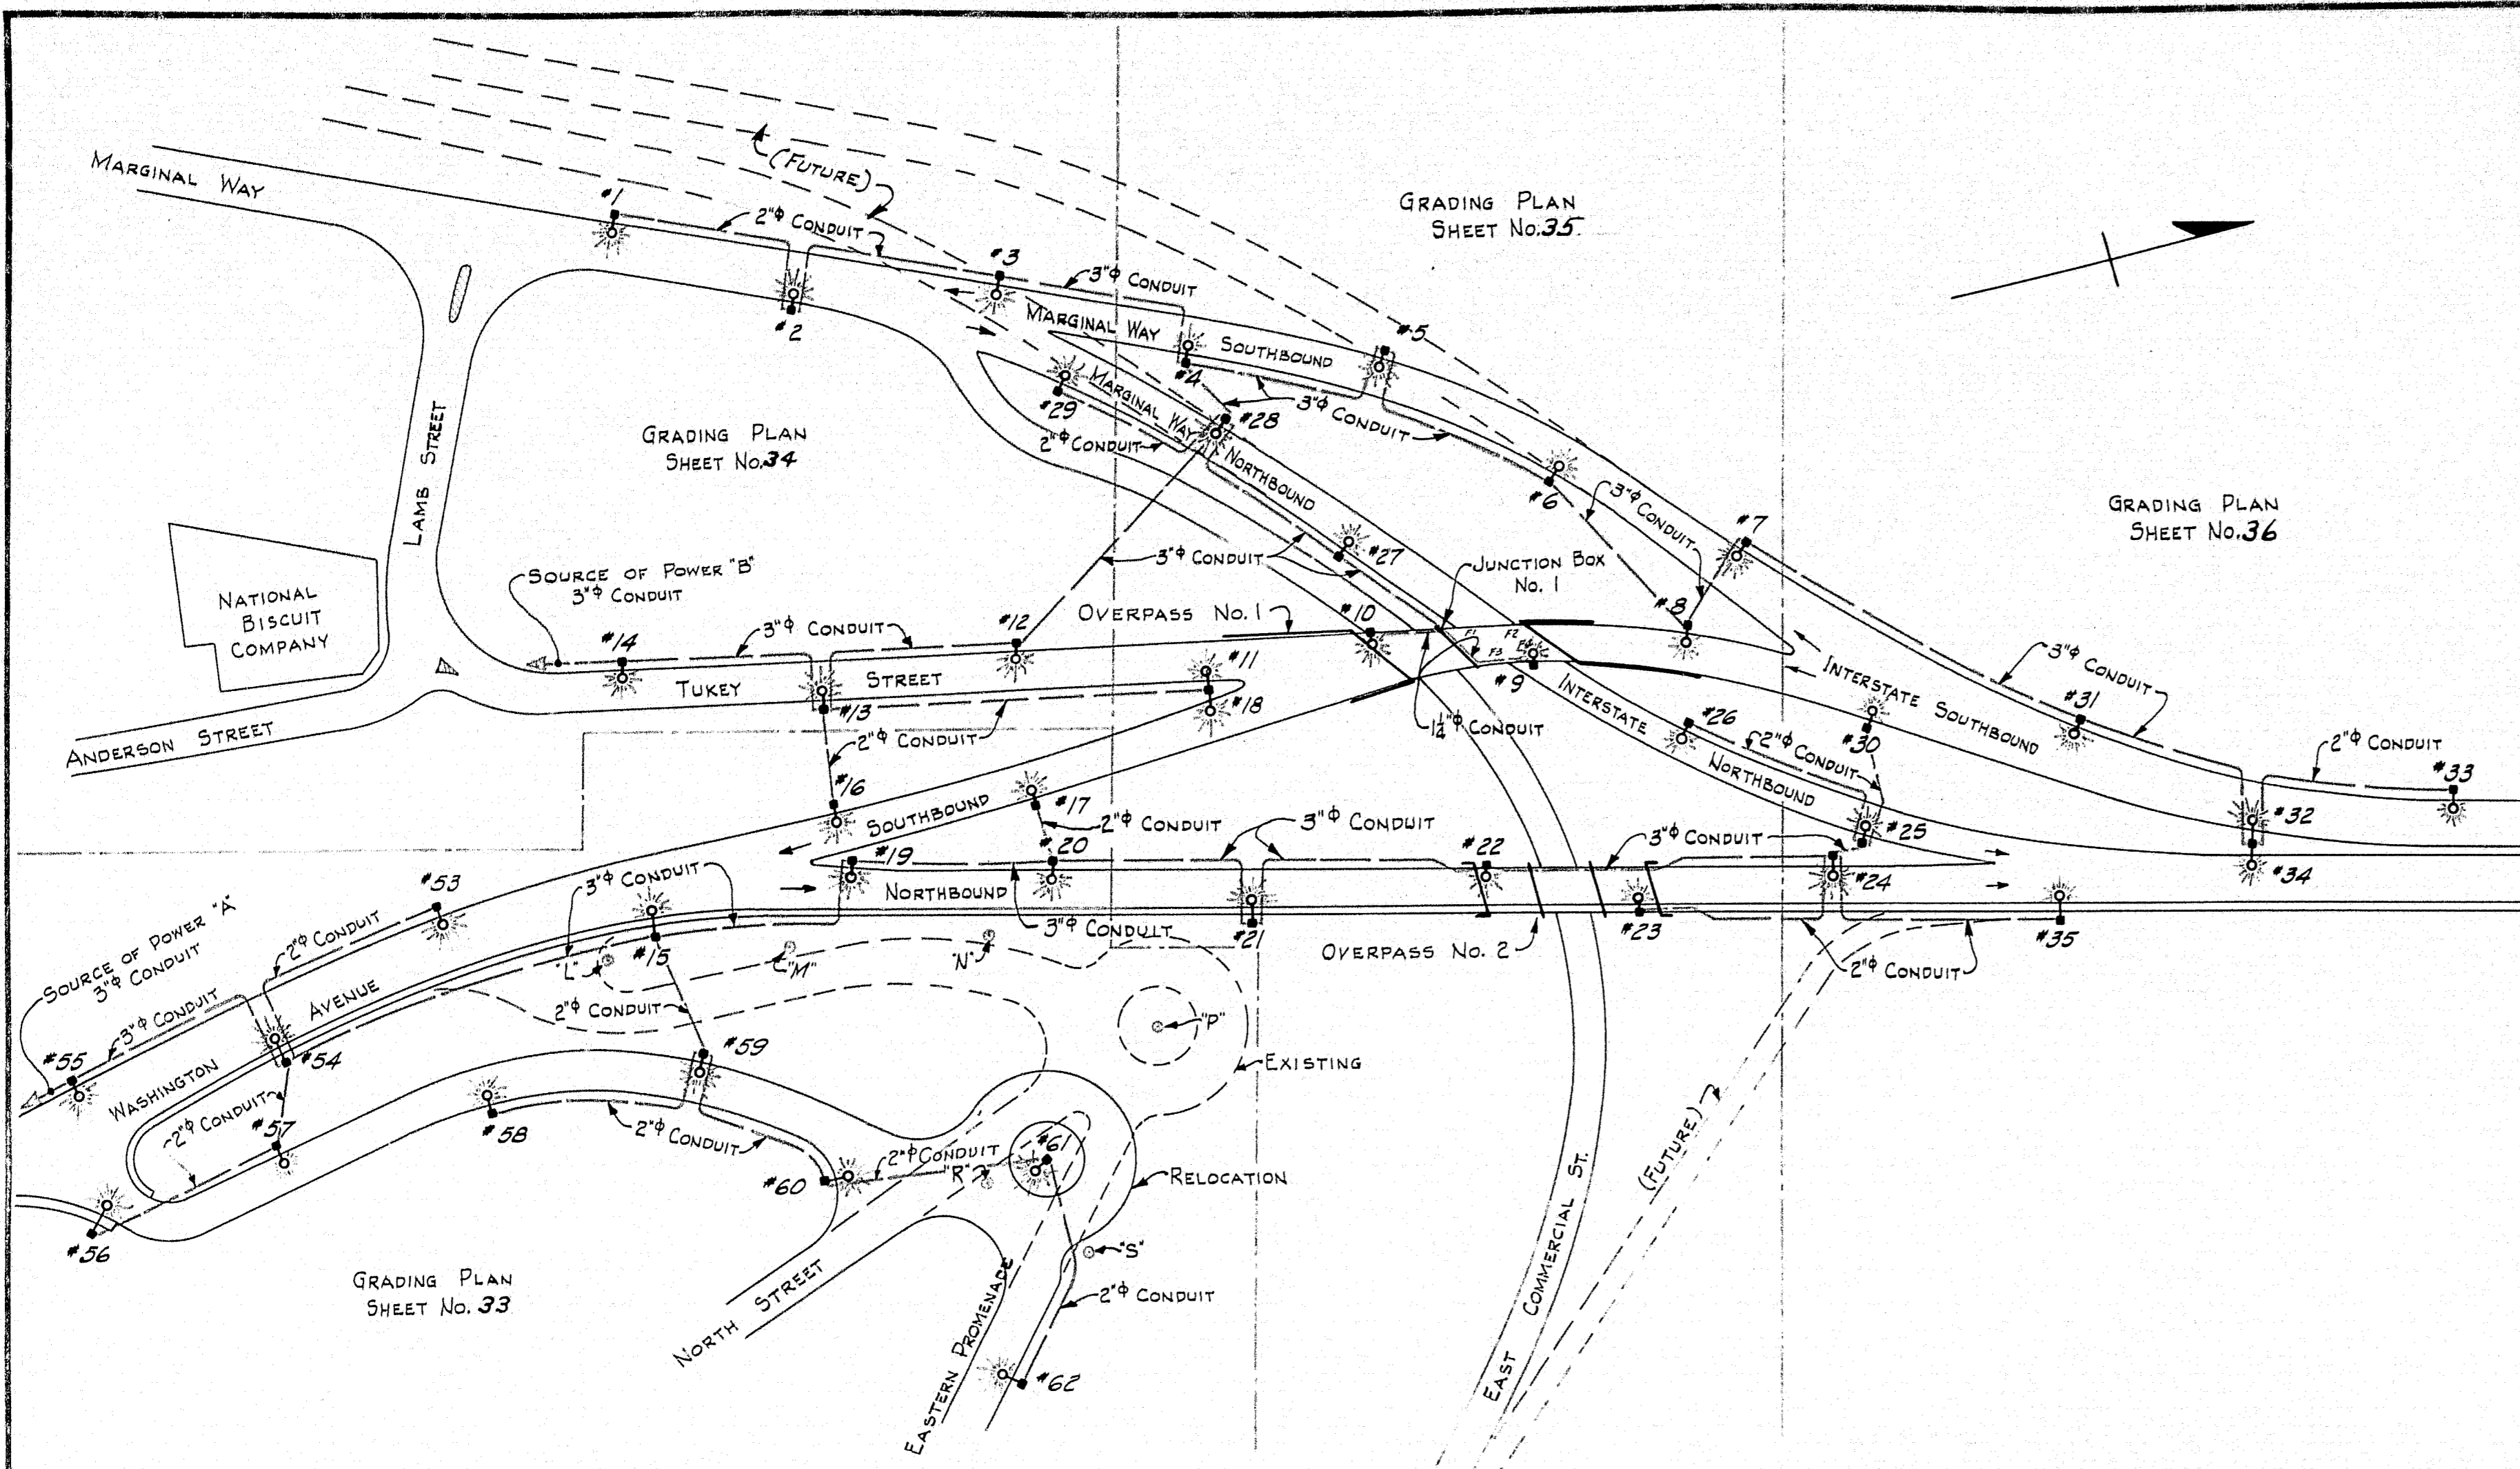 MARGINAL WAY
(FUTURE)
#1
2"φ CONDUIT
#2
#3
3"φ CONDUIT
MARGINAL WAY
SOUTHBOUND
#4
#5
GRADING PLAN
SHEET NO. 35
#29
MARGINAL WAY
NORTHBOUND
2"φ CONDUIT
#28
3"φ CONDUIT
#6
3"φ CONDUIT
#7
GRADING PLAN
SHEET NO. 34
GRADING PLAN
SHEET NO. 36
LAMB STREET
NATIONAL
BISCUIT
COMPANY
ANDERSON STREET
SOURCE OF POWER "B"
3"φ CONDUIT
#14
3"φ CONDUIT
#12
TUKEY STREET
#13
2"φ CONDUIT
#11
#18
3"φ CONDUIT
#27
OVERPASS NO. 1
#10
JUNCTION BOX
NO. 1
F1
F2
F3
#9
#8
1¼"φ CONDUIT
INTERSTATE
NORTHBOUND
#26
2"φ CONDUIT
#30
INTERSTATE SOUTHBOUND
3"φ CONDUIT
#31
2"φ CONDUIT
#33
#32
#34
#16
SOUTHBOUND
#17
2"φ CONDUIT
3"φ CONDUIT
#19
#20
NORTHBOUND
3"φ CONDUIT
#21
#22
3"φ CONDUIT
#25
#24
#23
OVERPASS NO. 2
2"φ CONDUIT
#35
SOURCE OF POWER "A"
3"φ CONDUIT
#53
2"φ CONDUIT
3"φ CONDUIT
#15
"L"
"M"
"N"
"P"
EXISTING
3"φ CONDUIT
#55
WASHINGTON AVENUE
#54
2"φ CONDUIT
#59
2"φ CONDUIT
#57
#58
2"φ CONDUIT
#60
2"φ CONDUIT
"R"
#61
RELOCATION
#56
"S"
2"φ CONDUIT
#62
GRADING PLAN
SHEET NO. 33
NORTH STREET
EASTERN PROMENADE
EAST COMMERCIAL ST.
(FUTURE)